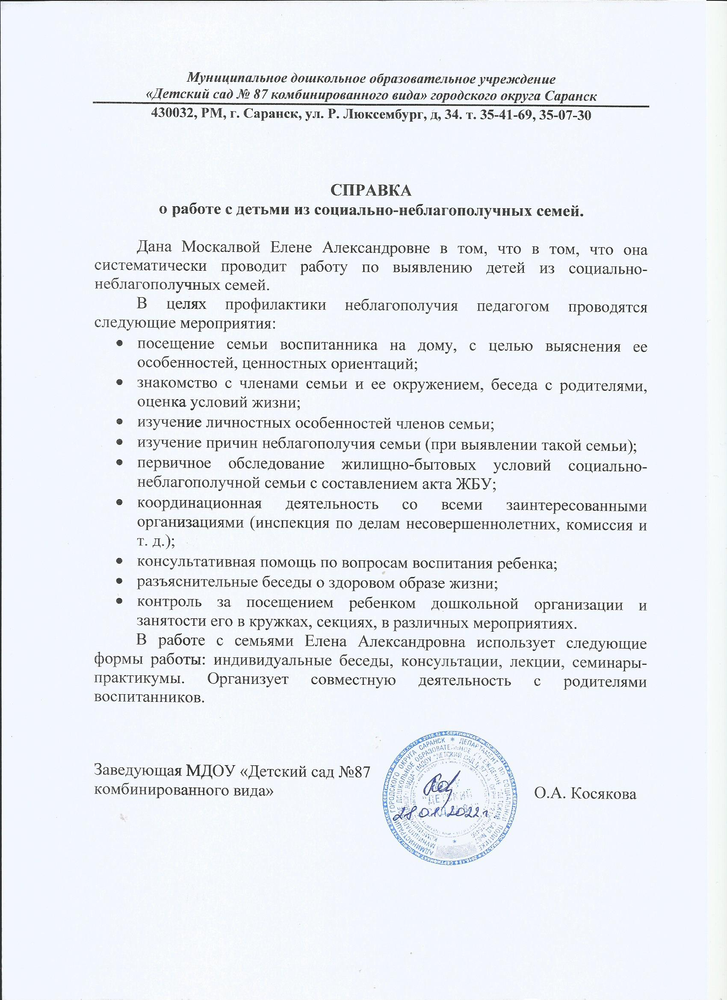 Муниципальное дошкольное образовательное учреждение
«Детский сад № 87 комбинированного вида» городского округа Саранск
430032, РМ, г. Саранск, ул. Р. Люксембург, д, 34. т. 35-41-69, 35-07-30
СПРАВКА
о работе с детьми из социально-неблагополучных семей.
Дана Москалвой Елене Александровне в том, что в том, что она
систематически проводит работу по выявлению детей из социально-
неблагополучных семей.
В целях профилактики неблагополучия педагогом проводятся
следующие мероприятия:
• посещение семьи воспитанника на дому, с целью выяснения ее
особенностей, ценностных ориентаций;
• знакомство с членами семьи и ее окружением, беседа с родителями,
оценка условий жизни;
• изучение личностных особенностей членов семьи;
• изучение причин неблагополучия семьи (при выявлении такой семьи);
• первичное обследование жилищно-бытовых условий социально-
неблагополучной семьи с составлением акта ЖБУ;
• координационная деятельность со всеми заинтересованными
организациями (инспекция по делам несовершеннолетних, комиссия и
т. д.);
• консультативная помощь по вопросам воспитания ребенка;
• разъяснительные беседы о здоровом образе жизни;
• контроль за посещением ребенком дошкольной организации и
занятости его в кружках, секциях, в различных мероприятиях.
В работе с семьями Елена Александровна использует следующие
формы работы: индивидуальные беседы, консультации, лекции, семинары-
практикумы. Организует совместную деятельность с родителями
воспитанников.
Заведующая МДОУ «Детский сад №87
комбинированного вида»
О.А. Косякова
28.01.2022г.
ГОРОДСКОГО ОКРУГА САРАНСК * ДЕПАРТАМЕНТ ПО СОЦИАЛЬНОЙ ПОЛИТИКЕ
ДЕТСКИЙ